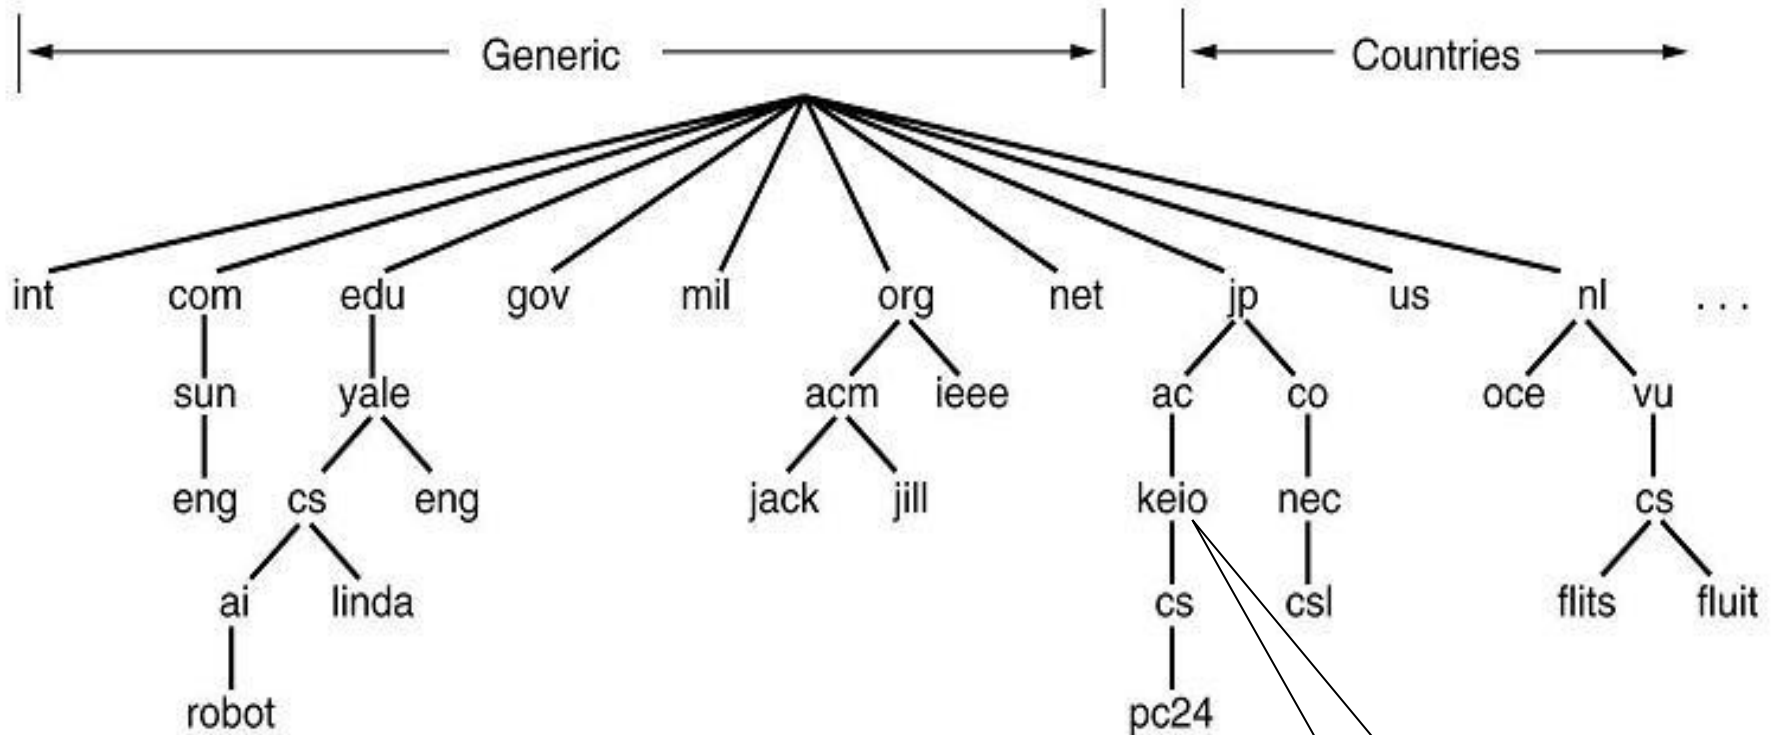 Generic Countries
int com edu gov mil org net jp us nl . . .
sun yale acm ieee ac co oce vu
eng cs eng jack jill keio nec cs
ai linda cs csl flits fluit
robot pc24